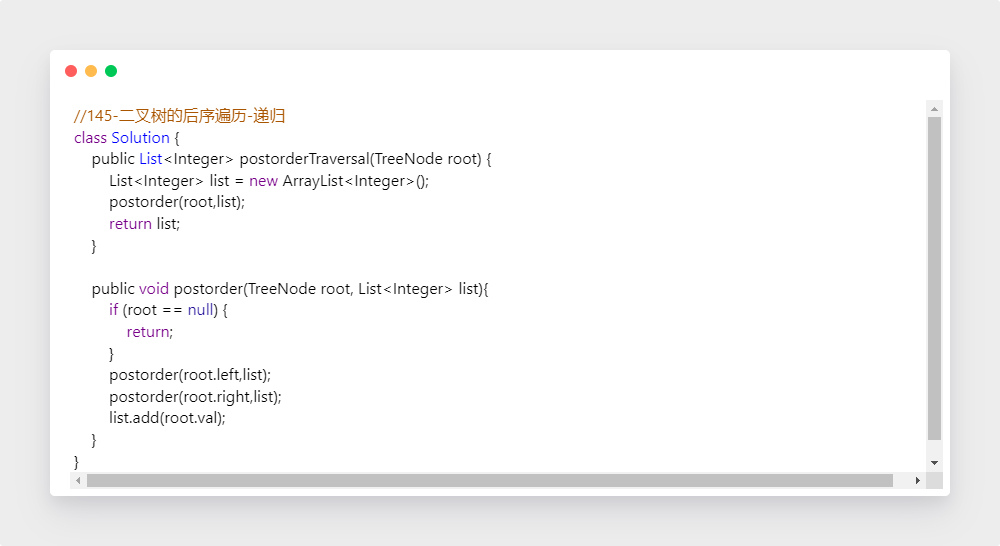 //145-二叉树的后序遍历-递归
class Solution {
    public List<Integer> postorderTraversal(TreeNode root) {
        List<Integer> list = new ArrayList<Integer>();
        postorder(root,list);
        return list;
    }

    public void postorder(TreeNode root, List<Integer> list){
        if (root == null) {
            return;
        }
        postorder(root.left,list);
        postorder(root.right,list);
        list.add(root.val);
    }
}